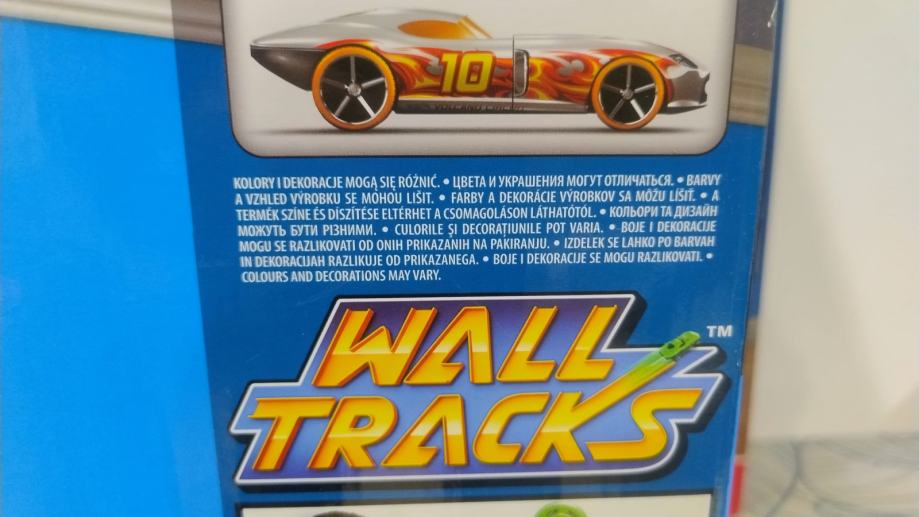 10
KOLORY I DEKORACJE MOGĄ SIĘ RÓŻNIĆ. • ЦВЕТА И УКРАШЕНИЯ МОГУТ ОТЛИЧАТЬСЯ. • BARVY
A VZHLED VÝROBKU SE MOHOU LIŠIT. • FARBY A DEKORÁCIE VÝROBKOV SA MÔŽU LÍŠIŤ. • A
TERMÉK SZÍNE ÉS DÍSZÍTÉSE ELTÉRHET A CSOMAGOLÁSON LÁTHATÓTÓL. • КОЛЬОРИ ТА ДИЗАЙН
МОЖУТЬ БУТИ РІЗНИМИ. • CULORILE ȘI DECORAȚIUNILE POT VARIA. • BOJE I DEKORACIJE
MOGU SE RAZLIKOVATI OD ONIH PRIKAZANIH NA PAKIRANJU. • IZDELEK SE LAHKO PO BARVAH
IN DEKORACIJAH RAZLIKUJE OD PRIKAZANEGA. • BOJE I DEKORACIJE SE MOGU RAZLIKOVATI. •
COLOURS AND DECORATIONS MAY VARY.
WALL
TRACKS™